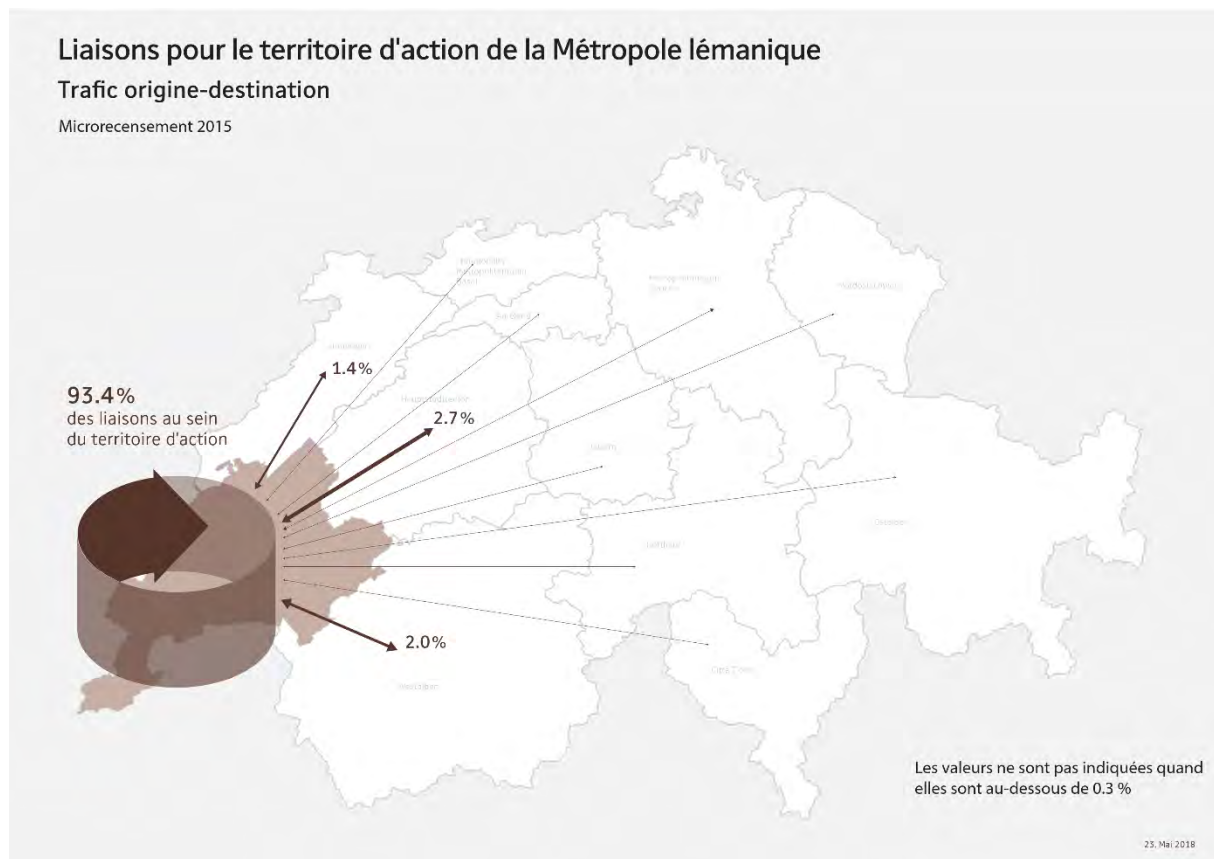 Liaisons pour le territoire d'action de la Métropole lémanique
Trafic origine-destination
Microrecensement 2015
1.4%
93.4%
des liaisons au sein
du territoire d'action
2.7%
2.0%
Les valeurs ne sont pas indiquées quand
elles sont au-dessous de 0.3 %
23. Mai 2018